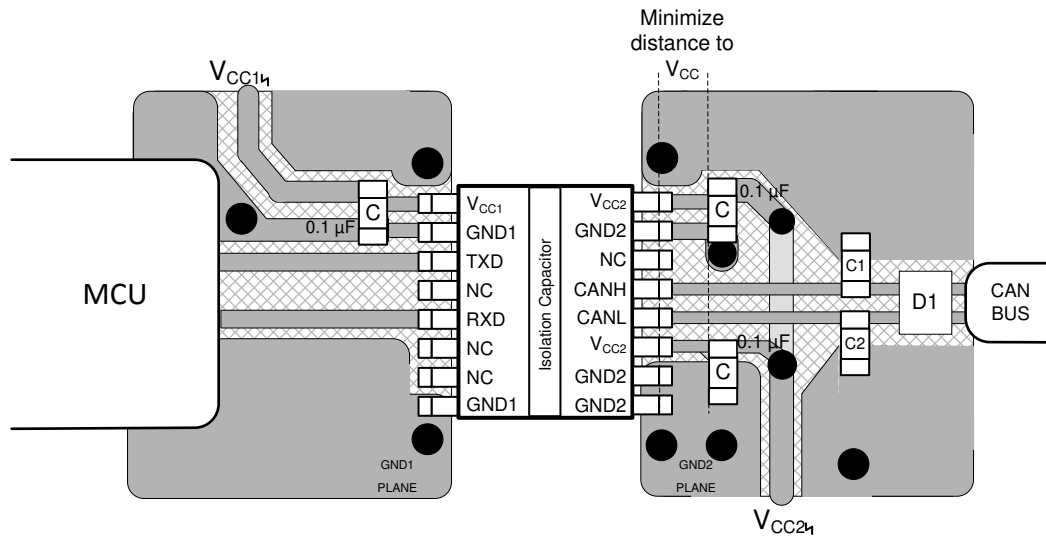 Minimize
distance to
VCC
VCC1
0.1 µF
C
MCU
VCC1
GND1
TXD
NC
RXD
NC
NC
GND1
Isolation Capacitor
VCC2
GND2
NC
CANH
CANL
VCC2
GND2
GND2
0.1 µF
C
C1
D1
CAN
BUS
C2
0.1 µF
C
GND1
PLANE
GND2
PLANE
VCC2